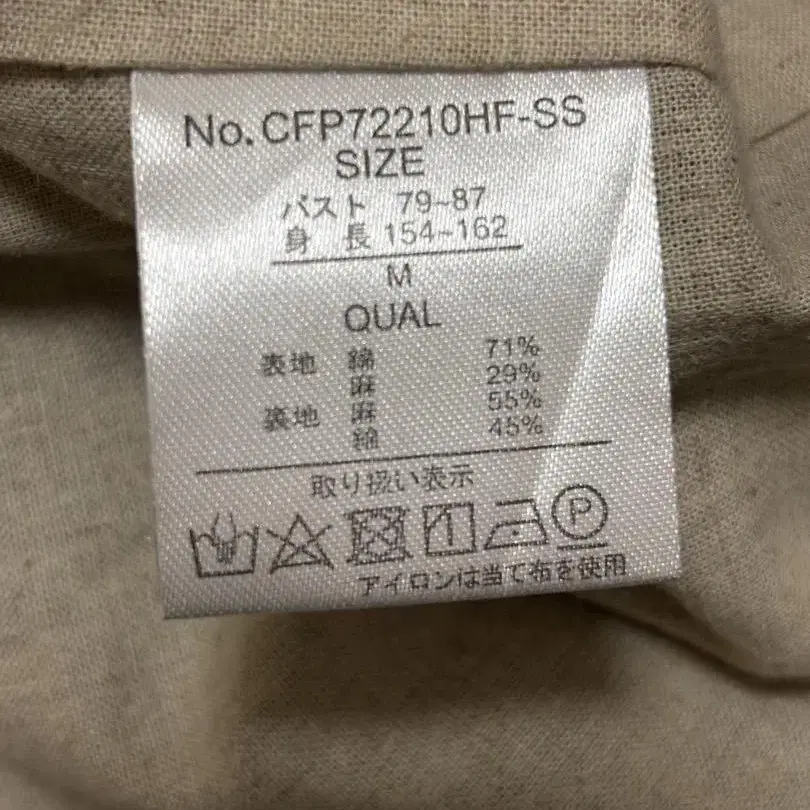 No.CFP72210HF-SS
SIZE
バスト 79~87
身 長 154~162
M
QUAL
表地 綿 71%
麻 29%
裏地 麻 55%
綿 45%
取り扱い表示
P
アイロンは当て布を使用